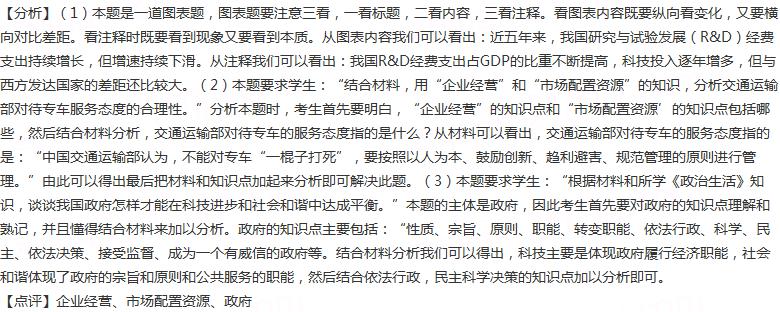 【分析】（1）本题是一道图表题，图表题要注意三看，一看标题，二看内容，三看注释。看图表内容既要纵向看变化，又要横
向对比差距。看注释时既要看到现象又要看到本质。从图表内容我们可以看出：近五年来，我国研究与试验发展（R&D）经费
支出持续增长，但增速持续下滑。从注释我们可以看出：我国R&D经费支出占GDP的比重不断提高，科技投入逐年增多，但与
西方发达国家的差距还比较大。（2）本题要求学生：“结合材料，用“企业经营”和“市场配置资源”的知识，分析交通运输
部对待专车服务态度的合理性。”分析本题时，考生首先要明白，“企业经营”的知识点和“市场配置资源’的知识点包括哪
些，然后结合材料分析，交通运输部对待专车的服务态度指的是什么？从材料可以看出，交通运输部对待专车的服务态度指的
是：“中国交通运输部认为，不能对专车“一棍子打死”，要按照以人为本、鼓励创新、趋利避害、规范管理的原则进行管
理。”由此可以得出最后把材料和知识点加起来分析即可解决此题。（3）本题要求学生：“根据材料和所学《政治生活》知
识，谈谈我国政府怎样才能在科技进步和社会和谐中达成平衡。”本题的主体是政府，因此考生首先要对政府的知识点理解和
熟记，并且懂得结合材料来加以分析。政府的知识点主要包括：“性质、宗旨、原则、职能、转变职能、依法行政、科学、民
主、依法决策、接受监督、成为一个有威信的政府等。结合材料分析我们可以得出，科技主要是体现政府履行经济职能，社会
和谐体现了政府的宗旨和原则和公共服务的职能，然后结合依法行政，民主科学决策的知识点加以分析即可。
【点评】企业经营、市场配置资源、政府